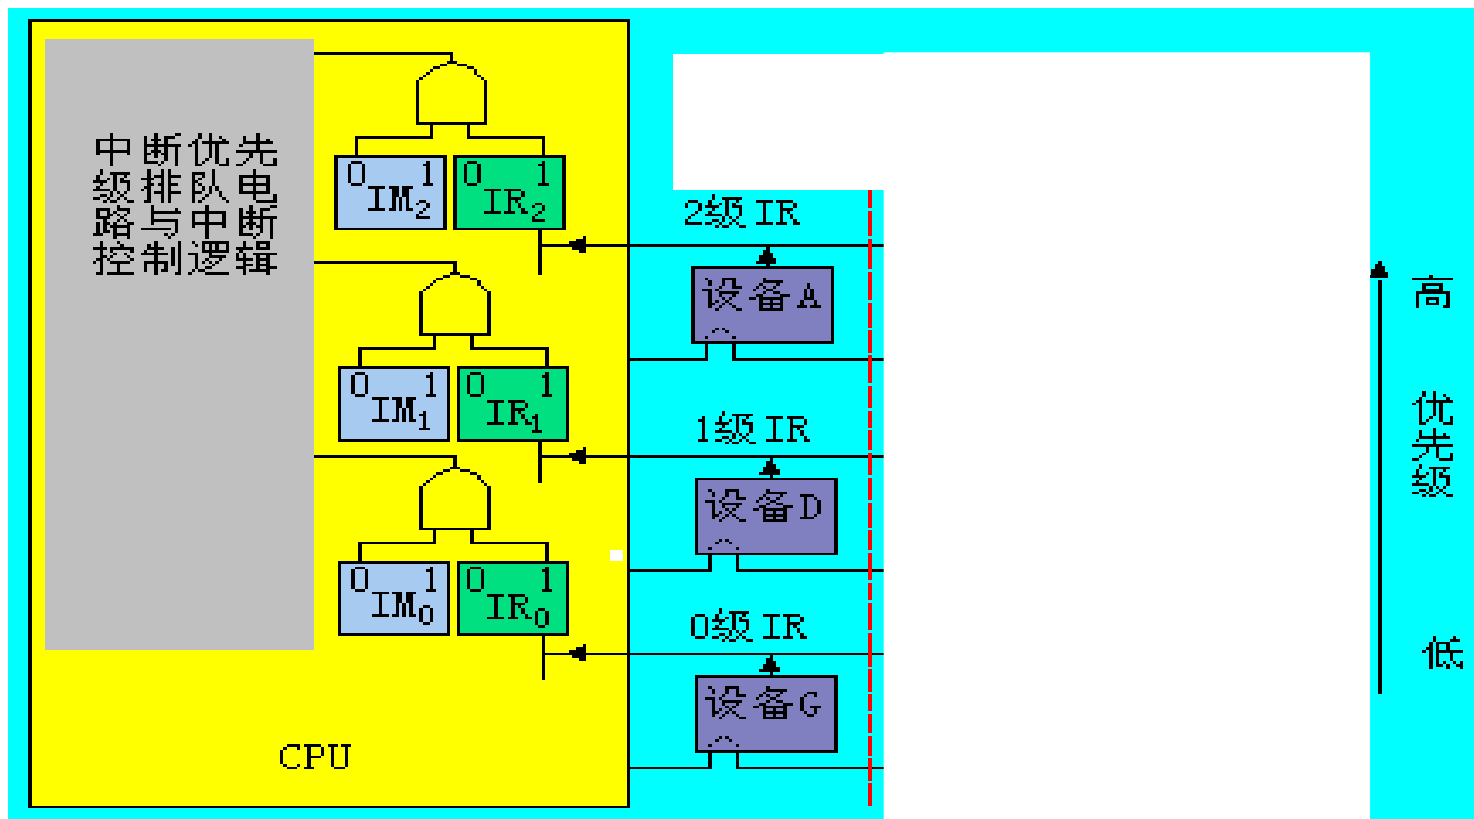 中断优先
级排队电
路与中断
控制逻辑
0 1
IM2
0 1
IR2
2级 IR
设备A
0 1
IM1
0 1
IR1
1级 IR
设备D
0 1
IM0
0 1
IR0
0级 IR
设备G
CPU
高
优
先
级
低